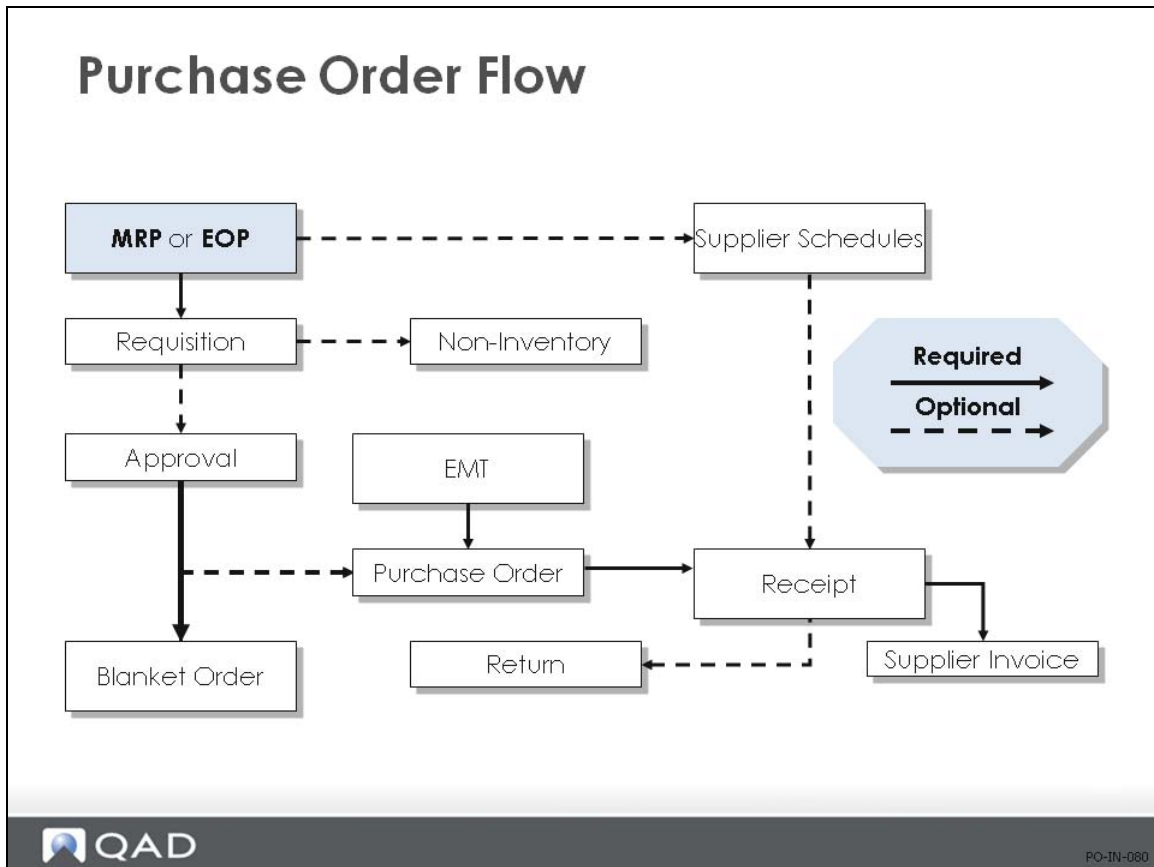 Purchase Order Flow
MRP or EOP
Supplier Schedules
Requisition
Non-Inventory
Required
Optional
Approval
EMT
Purchase Order
Receipt
Blanket Order
Return
Supplier Invoice
QAD
PO-IN-080